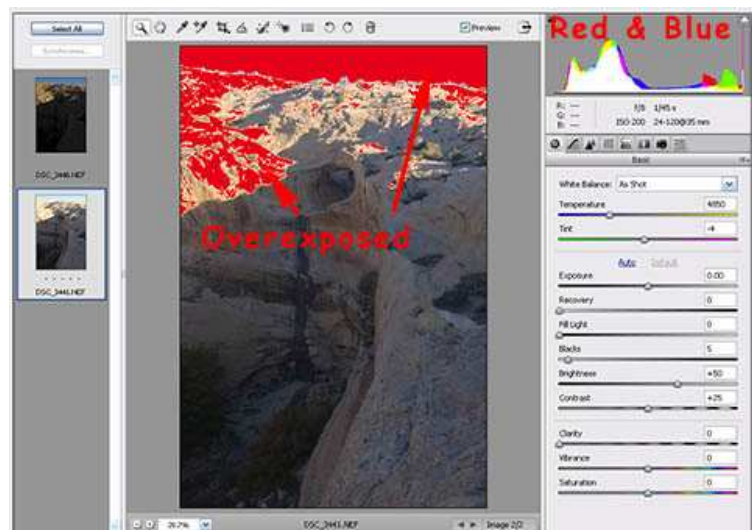 Select All
Synchronize...
Preview
Red & Blue
R: ---
G: ---
B: ---
f/8 1/45 s
ISO-200 24-120@35 mm
Basic
DSC_3440.NEF
DSC_3441.NEF
Overexposed
White Balance: As Shot
Temperature 4850
Tint -4
Auto Default
Exposure 0.00
Recovery 0
Fill Light 0
Blacks 5
Brightness +50
Contrast +25
Clarity 0
Vibrance 0
Saturation 0
DSC_3441.NEF
Image 2/2